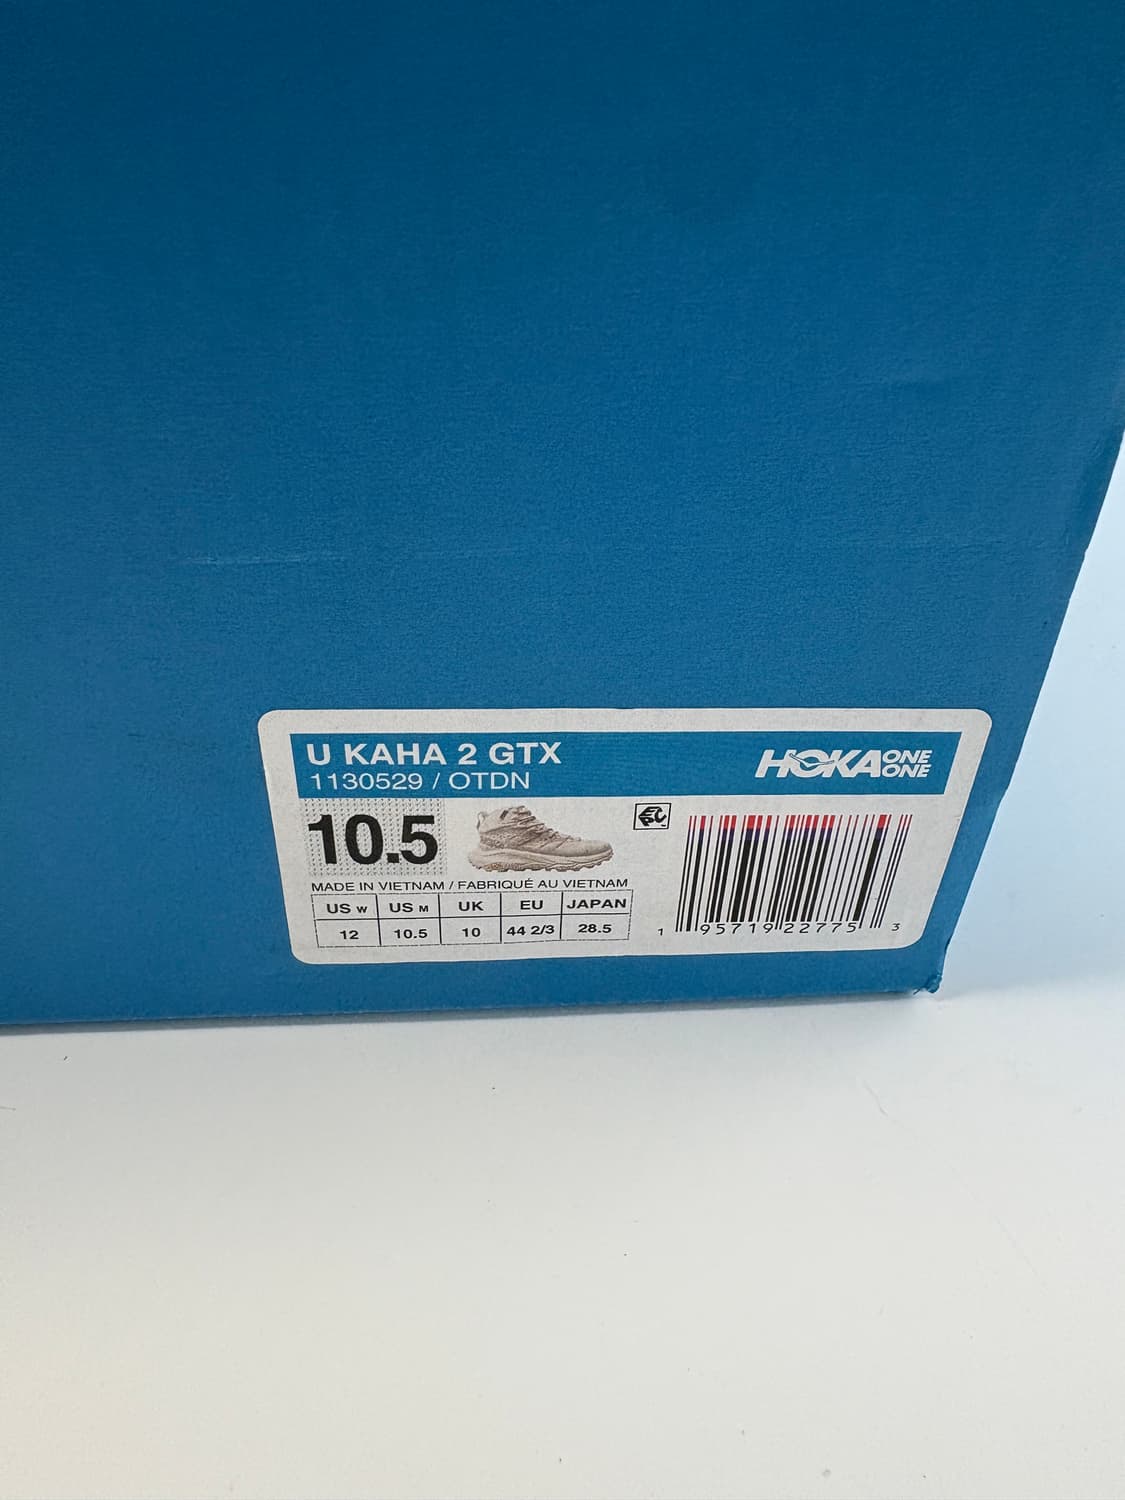 U KAHA 2 GTX
1130529 / OTDN
HOKA ONE ONE
10.5
MADE IN VIETNAM / FABRIQUÉ AU VIETNAM
US W US M UK EU JAPAN
12 10.5 10 44 2/3 28.5
1 95719 22775 3